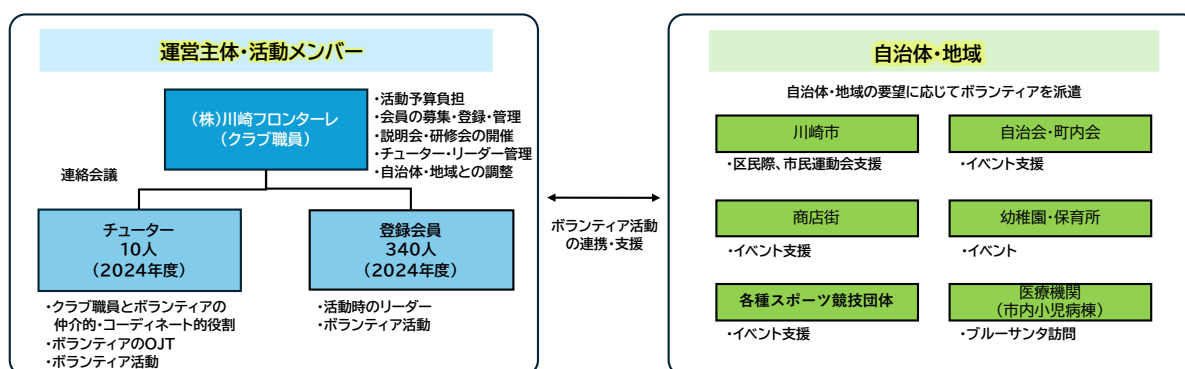 運営主体・活動メンバー
(株)川崎フロンターレ
(クラブ職員)
・活動予算負担
・会員の募集・登録・管理
・説明会・研修会の開催
・チューター・リーダー管理
・自治体・地域との調整
連絡会議
チューター
10人
(2024年度)
・クラブ職員とボランティアの
仲介的・コーディネート的役割
・ボランティアのOJT
・ボランティア活動
登録会員
340人
(2024年度)
・活動時のリーダー
・ボランティア活動
ボランティア活動
の連携・支援
自治体・地域
自治体・地域の要望に応じてボランティアを派遣
川崎市
・区民際、市民運動会支援
自治会・町内会
・イベント支援
商店街
・イベント支援
幼稚園・保育所
・イベント
各種スポーツ競技団体
・イベント支援
医療機関
(市内小児病棟)
・ブルーサンタ訪問